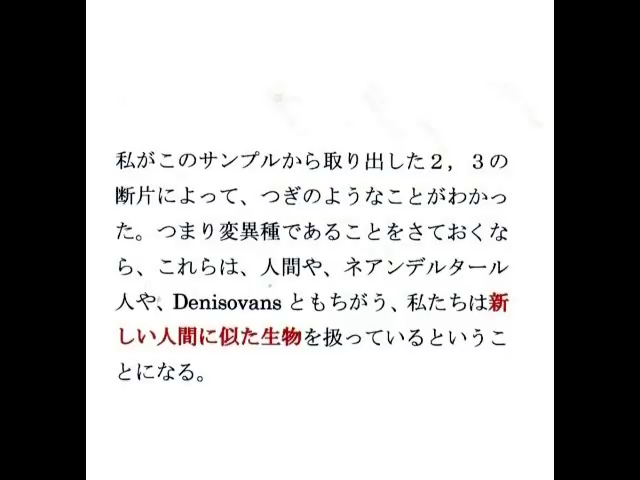 私がこのサンプルから取り出した２，３の
断片によって、つぎのようなことがわかっ
た。つまり変異種であることをさておくな
ら、これらは、人間や、ネアンデルタール
人や、Denisovans ともちがう、私たちは新
しい人間に似た生物を扱っているというこ
とになる。